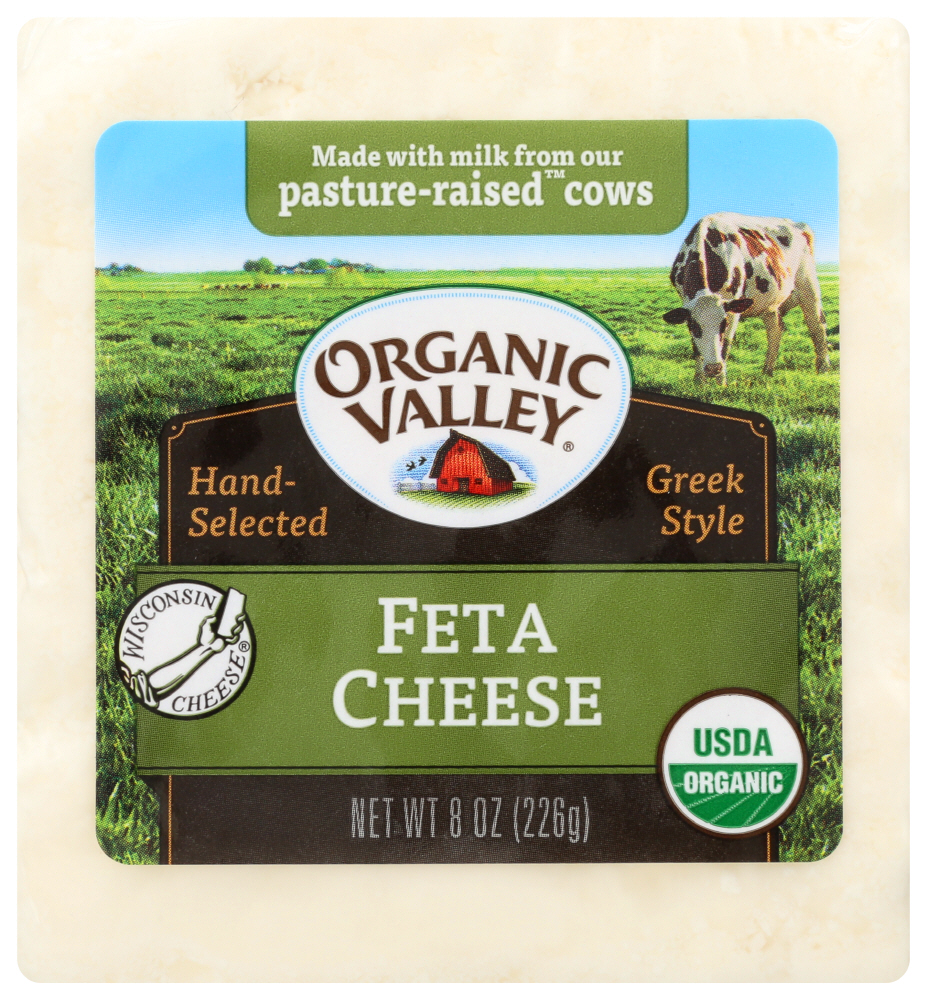 Made with milk from our
pasture-raised™ cows
ORGANIC
VALLEY®
Hand-
Selected
Greek
Style
WISCONSIN
CHEESE®
FETA
CHEESE
USDA
ORGANIC
NET WT 8 OZ (226g)